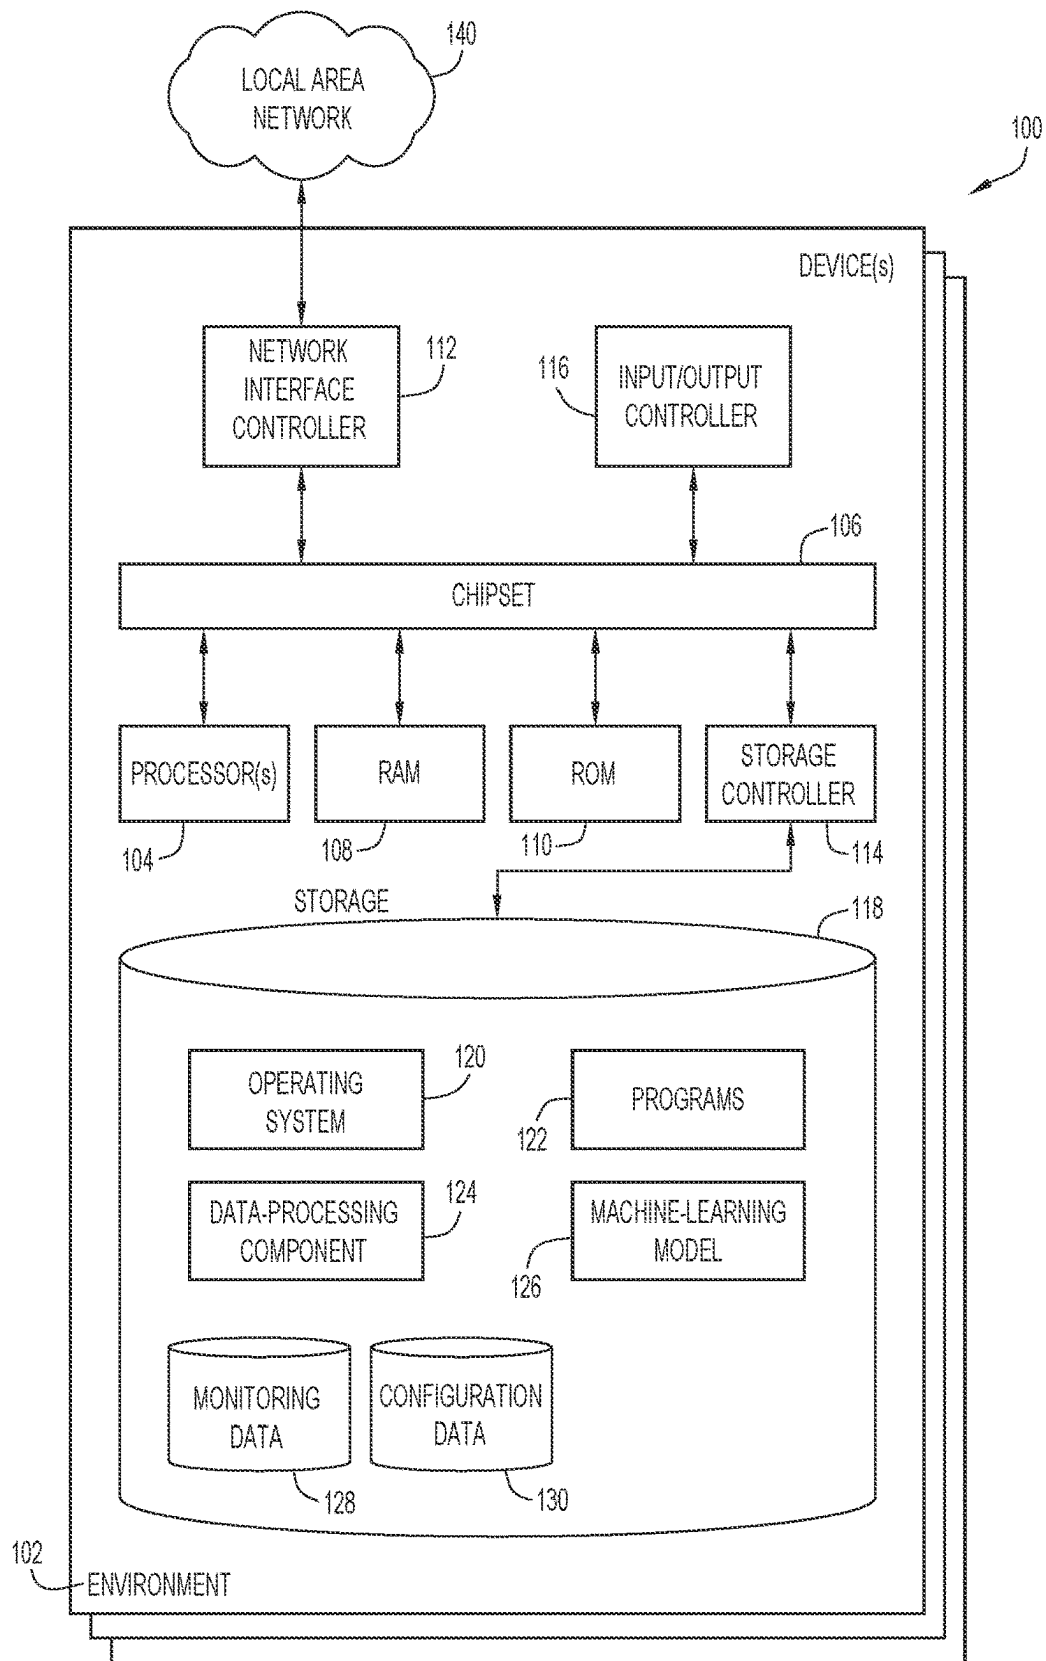 140
LOCAL AREA
NETWORK
100
DEVICE(s)
NETWORK
INTERFACE
CONTROLLER
112
116
INPUT/OUTPUT
CONTROLLER
106
CHIPSET
PROCESSOR(s)
RAM
ROM
STORAGE
CONTROLLER
104
108
110
114
STORAGE
118
OPERATING
SYSTEM
120
PROGRAMS
122
DATA-PROCESSING
COMPONENT
124
MACHINE-LEARNING
MODEL
126
MONITORING
DATA
CONFIGURATION
DATA
128
130
102
ENVIRONMENT